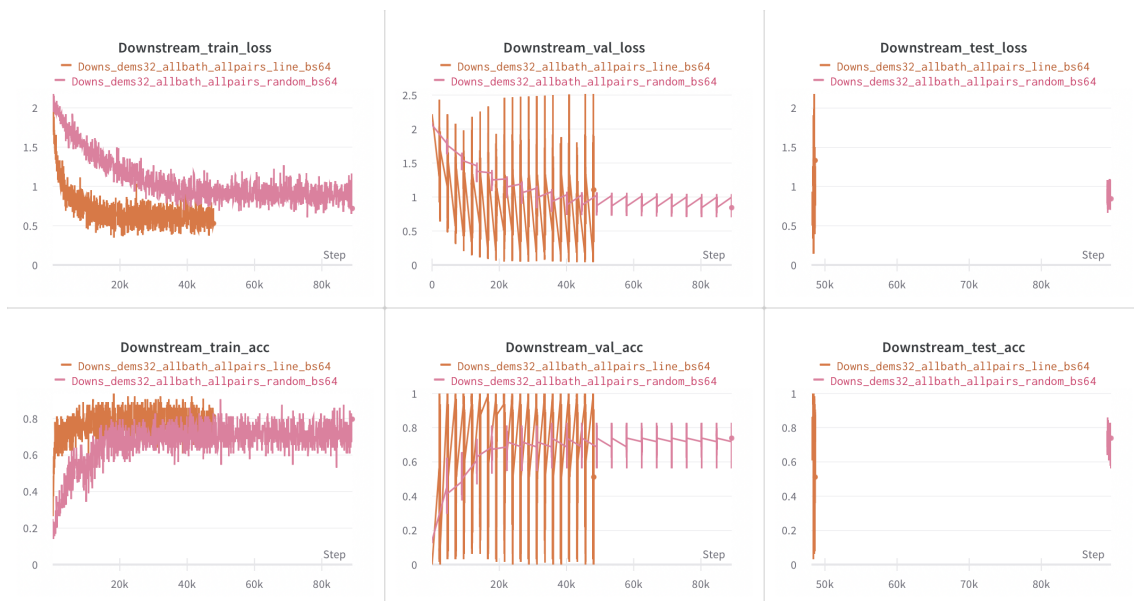 Downstream_train_loss
Downs_dems32_allbath_allpairs_line_bs64
Downs_dems32_allbath_allpairs_random_bs64
2
1.5
1
0.5
0
Step
20k
40k
60k
80k
Downstream_val_loss
Downs_dems32_allbath_allpairs_line_bs64
Downs_dems32_allbath_allpairs_random_bs64
2.5
2
1.5
1
0.5
0
Step
0
20k
40k
60k
80k
Downstream_test_loss
Downs_dems32_allbath_allpairs_line_bs64
Downs_dems32_allbath_allpairs_random_bs64
2
1.5
1
0.5
0
Step
50k
60k
70k
80k
Downstream_train_acc
Downs_dems32_allbath_allpairs_line_bs64
Downs_dems32_allbath_allpairs_random_bs64
0.8
0.6
0.4
0.2
0
Step
20k
40k
60k
80k
Downstream_val_acc
Downs_dems32_allbath_allpairs_line_bs64
Downs_dems32_allbath_allpairs_random_bs64
1
0.8
0.6
0.4
0.2
0
Step
20k
40k
60k
80k
Downstream_test_acc
Downs_dems32_allbath_allpairs_line_bs64
Downs_dems32_allbath_allpairs_random_bs64
1
0.8
0.6
0.4
0.2
0
Step
50k
60k
70k
80k